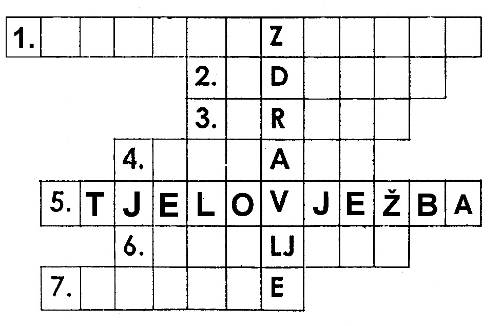 1. Z
2. D
3. R
4. A
5. TJELOVJEŽBA
6. LJ
7. E